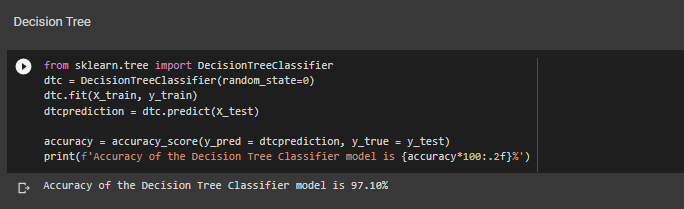 Decision Tree
from sklearn.tree import DecisionTreeClassifier
dtc = DecisionTreeClassifier(random_state=0)
dtc.fit(X_train, y_train)
dtcprediction = dtc.predict(X_test)
accuracy = accuracy_score(y_pred = dtcprediction, y_true = y_test)
print(f'Accuracy of the Decision Tree Classifier model is {accuracy*100:.2f}%')
Accuracy of the Decision Tree Classifier model is 97.10%